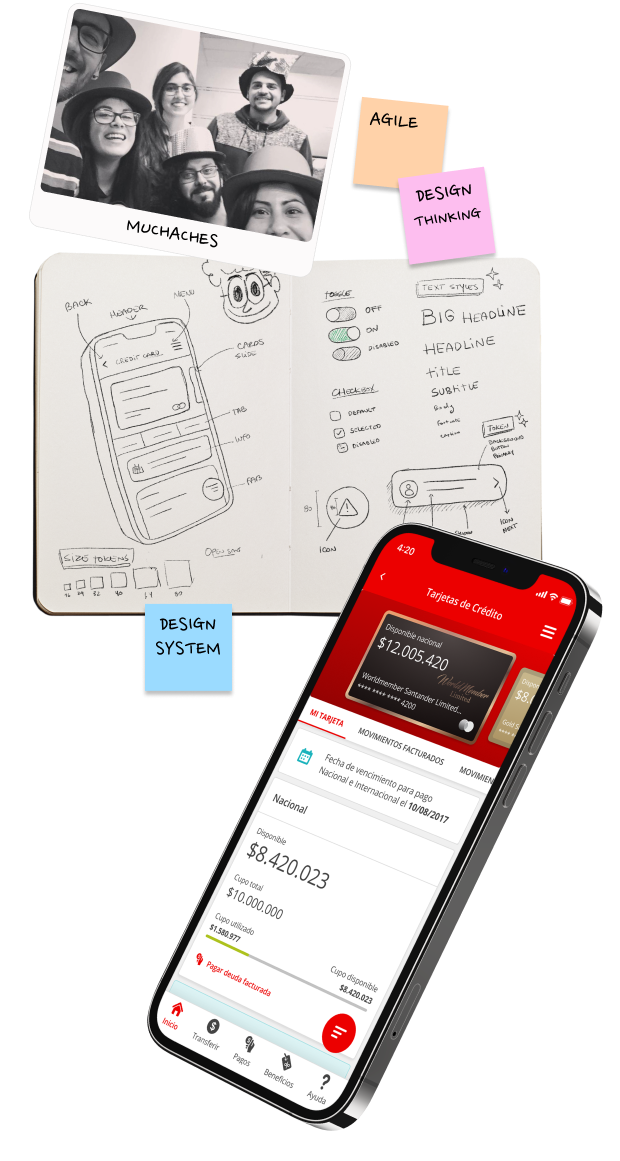 MUCHACHES
AGILE
DESIGN
THINKING
BACK
HEADER
MENU
CREDIT CARD
CARDS
SLIDE
TAB
INFO
FAB
SIZE TOKENS
OPEN SANS
16
24
32
40
64
80
TOGGLE
OFF
ON
DISABLED
CHECKBOX
DEFAULT
SELECTED
DISABLED
80
ICON
TEXT STYLES
BIG HEADLINE
HEADLINE
TITLE
SUBTITLE
Body
TOKEN
BACKGROUND
BUTTON
PRIMARY
ICON
NEXT
DESIGN
SYSTEM
4:20
Tarjetas de Crédito
Disponible nacional
$12.005.420
WorldMember
Limited
Worldmember Santander Limited...
**** **** **** 4200
$8.
Gold S
MI TARJETA
MOVIMIENTOS FACTURADOS
MOVIMIEN
Fecha de vencimiento para pago
Nacional e Internacional el 10/08/2017
Nacional
Disponible
$8.420.023
Cupo total
$10.000.000
Cupo utilizado
$1.580.977
Cupo disponible
$8.420.023
Pagar deuda facturada
Inicio
Transferir
Pagos
Beneficios
Ayuda